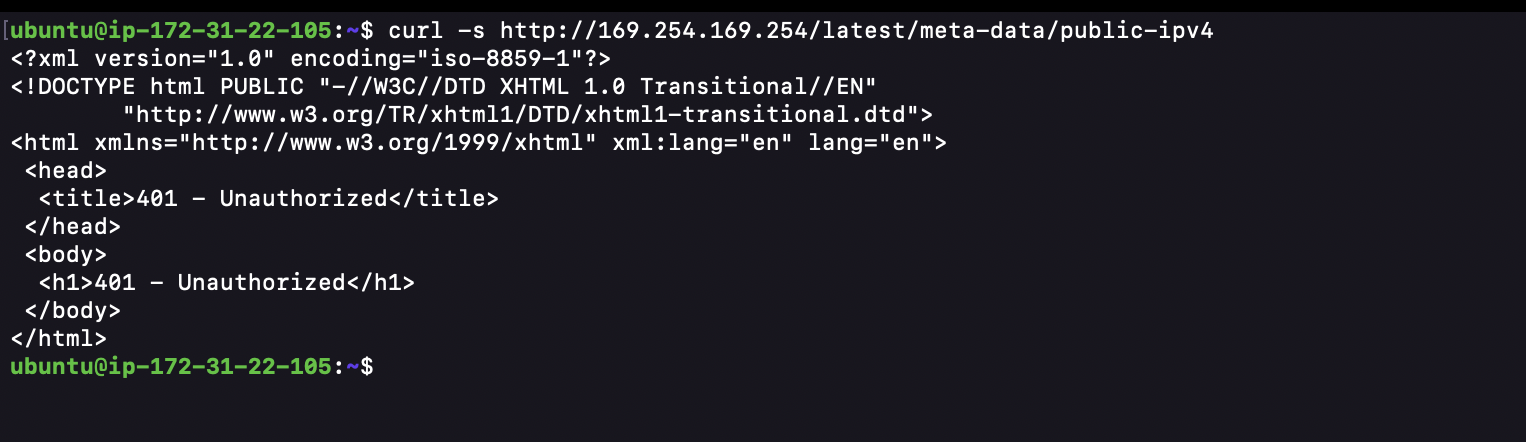 [ubuntu@ip-172-31-22-105:~$ curl -s http://169.254.169.254/latest/meta-data/public-ipv4
<?xml version="1.0" encoding="iso-8859-1"?>
<!DOCTYPE html PUBLIC "-//W3C//DTD XHTML 1.0 Transitional//EN"
        "http://www.w3.org/TR/xhtml1/DTD/xhtml1-transitional.dtd">
<html xmlns="http://www.w3.org/1999/xhtml" xml:lang="en" lang="en">
 <head>
  <title>401 - Unauthorized</title>
 </head>
 <body>
  <h1>401 - Unauthorized</h1>
 </body>
</html>
ubuntu@ip-172-31-22-105:~$